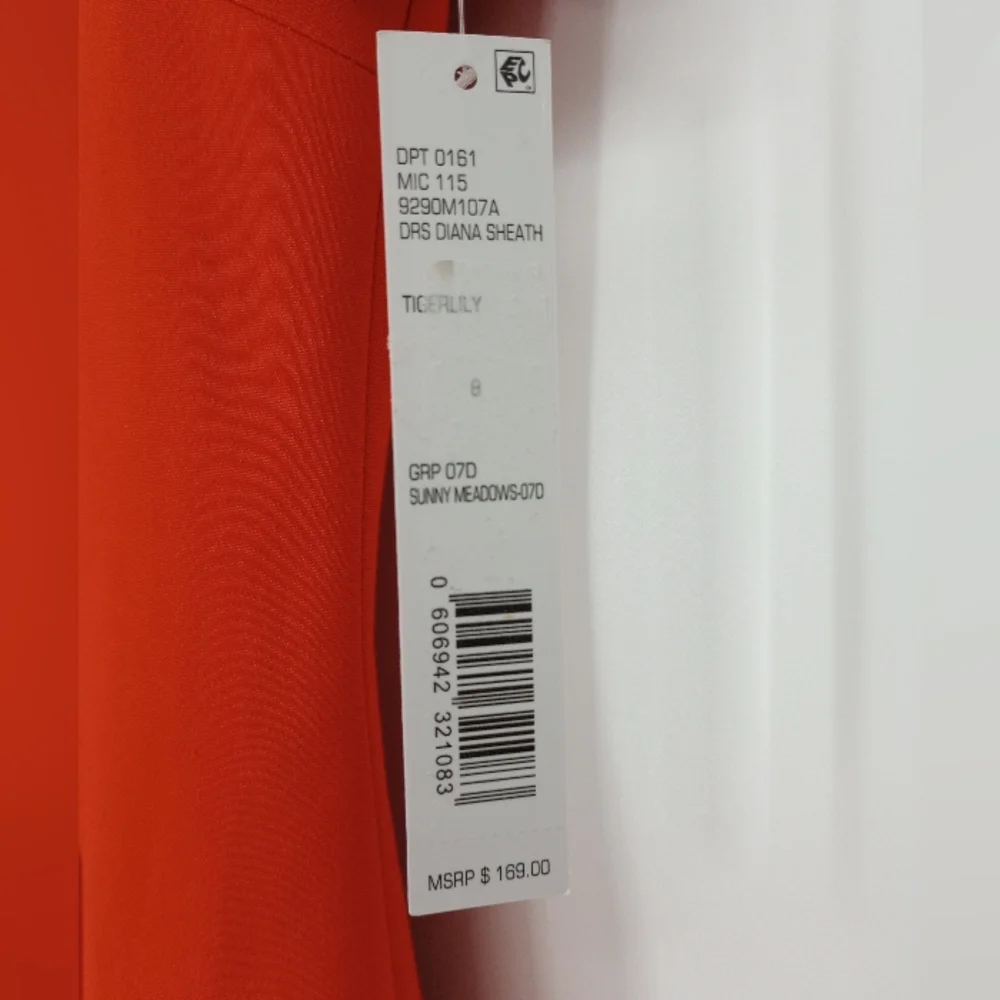 DPT 0161
MIC 115
9290M107A
DRS DIANA SHEATH
TIGERLILY
8
GRP 07D
SUNNY MEADOWS-07D
0 606942 321083
MSRP $ 169.00